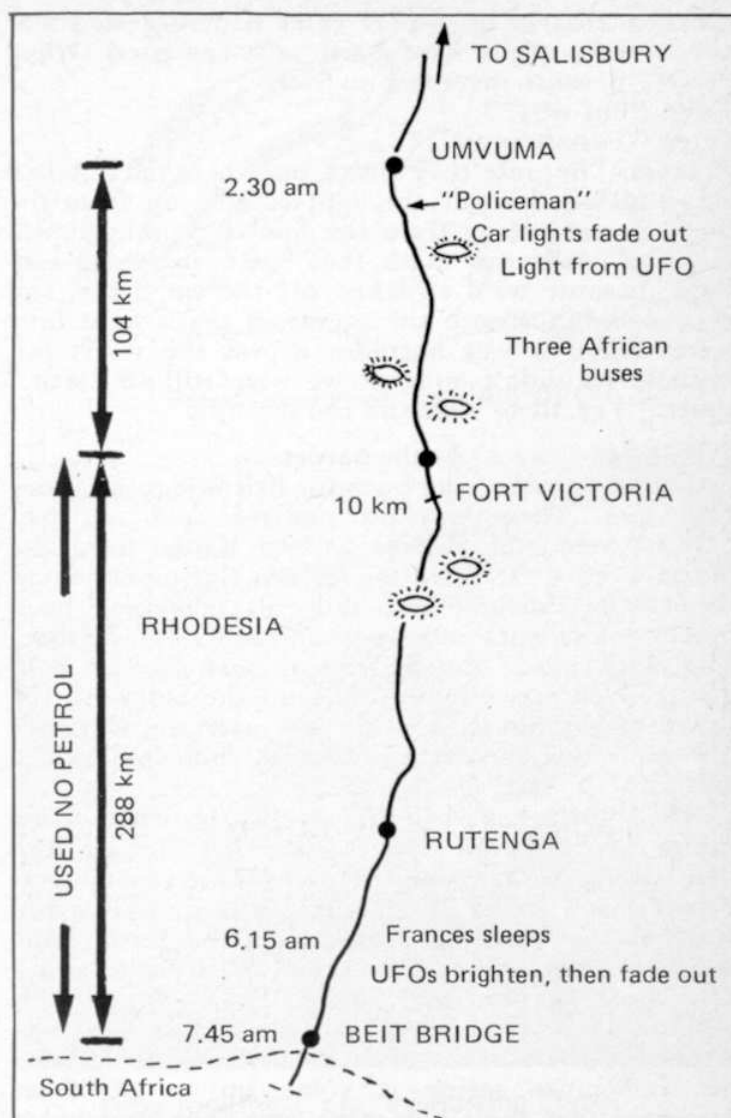 TO SALISBURY
UMVUMA
2.30 am
"Policeman"
Car lights fade out
Light from UFO
104 km
Three African
buses
FORT VICTORIA
10 km
RHODESIA
USED NO PETROL
288 km
RUTENGA
6.15 am
Frances sleeps
UFOs brighten, then fade out
7.45 am
BEIT BRIDGE
South Africa